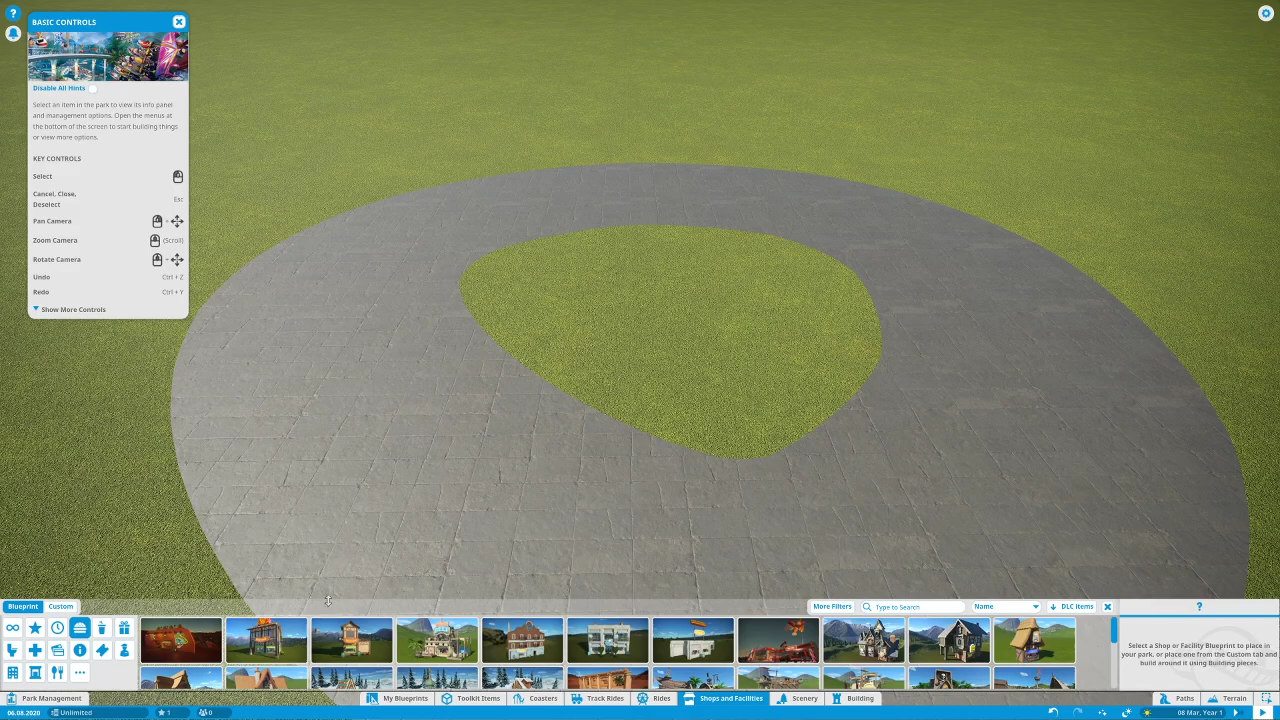 BASIC CONTROLS
Disable All Hints
Select an item in the park to view its info panel
and management options. Open the menus at
the bottom of the screen to start building things
or view more options.
KEY CONTROLS
Select
Cancel, Close,
Deselect
Esc
Pan Camera
+
Zoom Camera
(Scroll)
Rotate Camera
+
Undo
Ctrl + Z
Redo
Ctrl + Y
Show More Controls
Blueprint
Custom
More Filters
Type to Search
Name
DLC Items
?
Select a Shop or Facility Blueprint to place in
your park, or place one from the Custom tab and
build around it using Building pieces.
Park Management
My Blueprints
Toolkit Items
Coasters
Track Rides
Rides
Shops and Facilities
Scenery
Building
Paths
Terrain
06.08.2020
Unlimited
1
0
08 Mar, Year 1